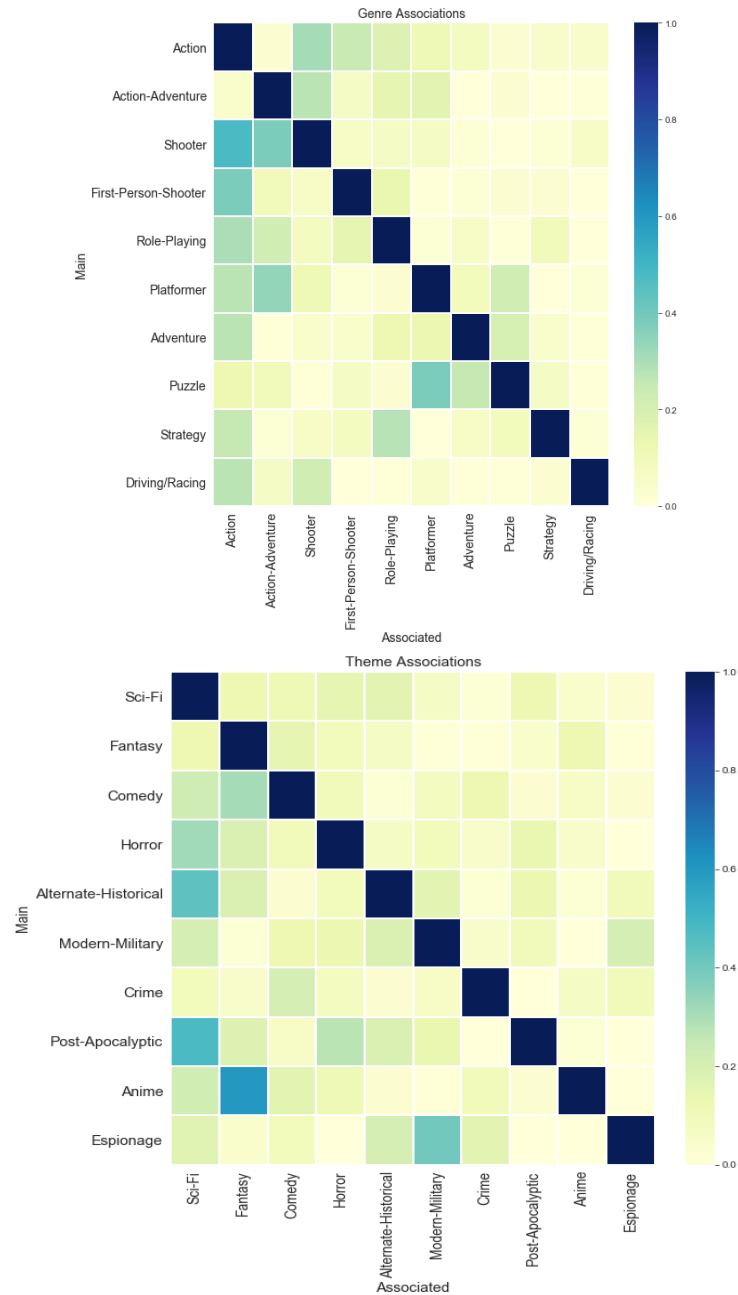 Genre Associations
Action
Action-Adventure
Shooter
First-Person-Shooter
Role-Playing
Platformer
Adventure
Puzzle
Strategy
Driving/Racing
Main
Action
Action-Adventure
Shooter
First-Person-Shooter
Role-Playing
Platformer
Adventure
Puzzle
Strategy
Driving/Racing
Associated
1.0
0.8
0.6
0.4
0.2
0.0
Theme Associations
Sci-Fi
Fantasy
Comedy
Horror
Alternate-Historical
Modern-Military
Crime
Post-Apocalyptic
Anime
Espionage
Main
Sci-Fi
Fantasy
Comedy
Horror
Alternate-Historical
Modern-Military
Crime
Post-Apocalyptic
Anime
Espionage
Associated
1.0
0.8
0.6
0.4
0.2
0.0